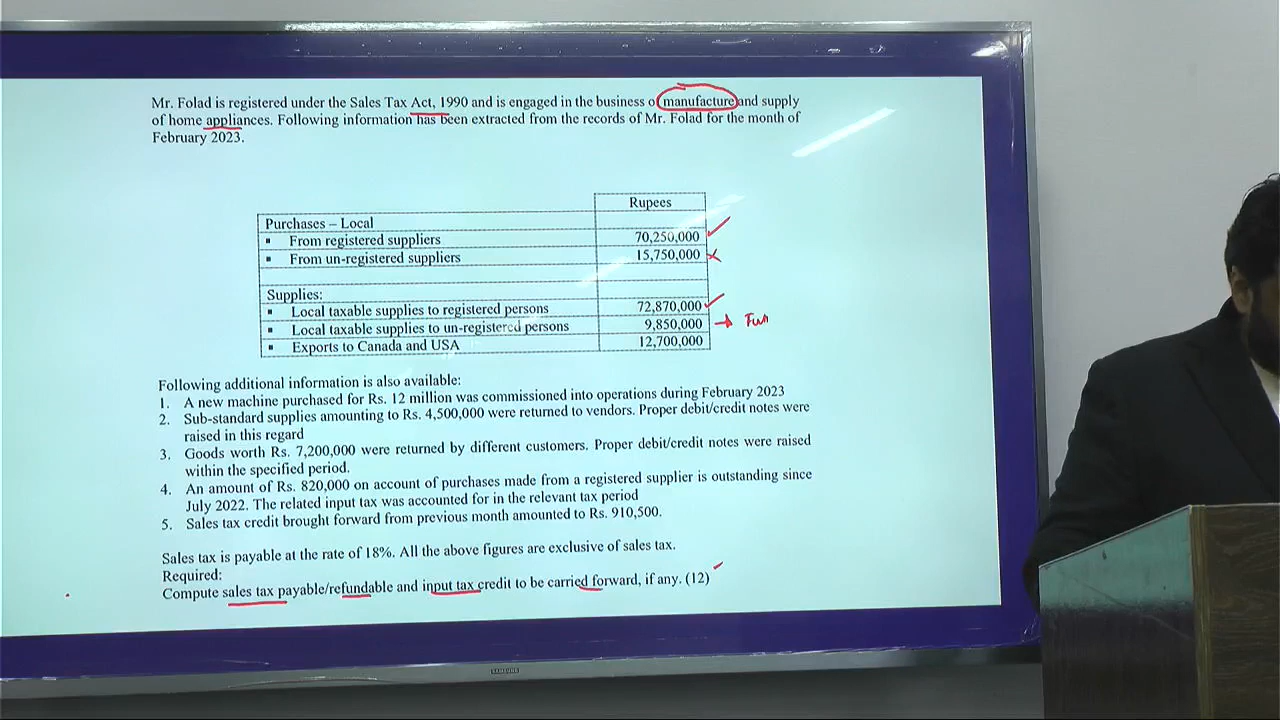 Mr. Folad is registered under the Sales Tax Act, 1990 and is engaged in the business o manufacture and supply
of home appliances. Following information has been extracted from the records of Mr. Folad for the month of
February 2023.
Rupees
Purchases – Local
▪ From registered suppliers 70,250,000 ✓
▪ From un-registered suppliers 15,750,000 ✗
Supplies:
▪ Local taxable supplies to registered persons 72,870,000 ✓
▪ Local taxable supplies to un-registered persons 9,850,000 →
▪ Exports to Canada and USA 12,700,000
Following additional information is also available:
1. A new machine purchased for Rs. 12 million was commissioned into operations during February 2023
2. Sub-standard supplies amounting to Rs. 4,500,000 were returned to vendors. Proper debit/credit notes were
raised in this regard
3. Goods worth Rs. 7,200,000 were returned by different customers. Proper debit/credit notes were raised
within the specified period.
4. An amount of Rs. 820,000 on account of purchases made from a registered supplier is outstanding since
July 2022. The related input tax was accounted for in the relevant tax period
5. Sales tax credit brought forward from previous month amounted to Rs. 910,500.
Sales tax is payable at the rate of 18%. All the above figures are exclusive of sales tax.
Required:
Compute sales tax payable/refundable and input tax credit to be carried forward, if any. (12) ✓
SAMSUNG